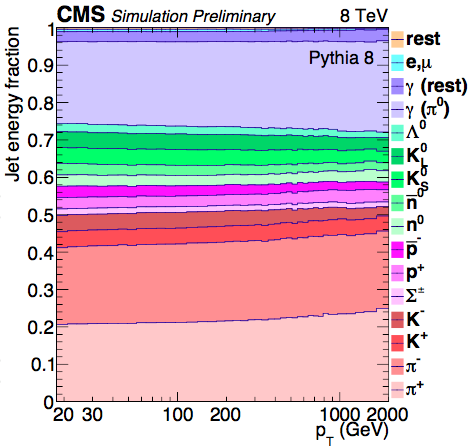 CMS Simulation Preliminary 8 TeV
Pythia 8
Jet energy fraction
1
0.9
0.8
0.7
0.6
0.5
0.4
0.3
0.2
0.1
0
20 30 100 200 1000 2000
p_T (GeV)
rest
e,μ
γ (rest)
γ (π⁰)
Λ⁰
K⁰_L
K⁰_S
n̅⁰
n⁰
p̅⁻
p⁺
Σ^±
K⁻
K⁺
π⁻
π⁺